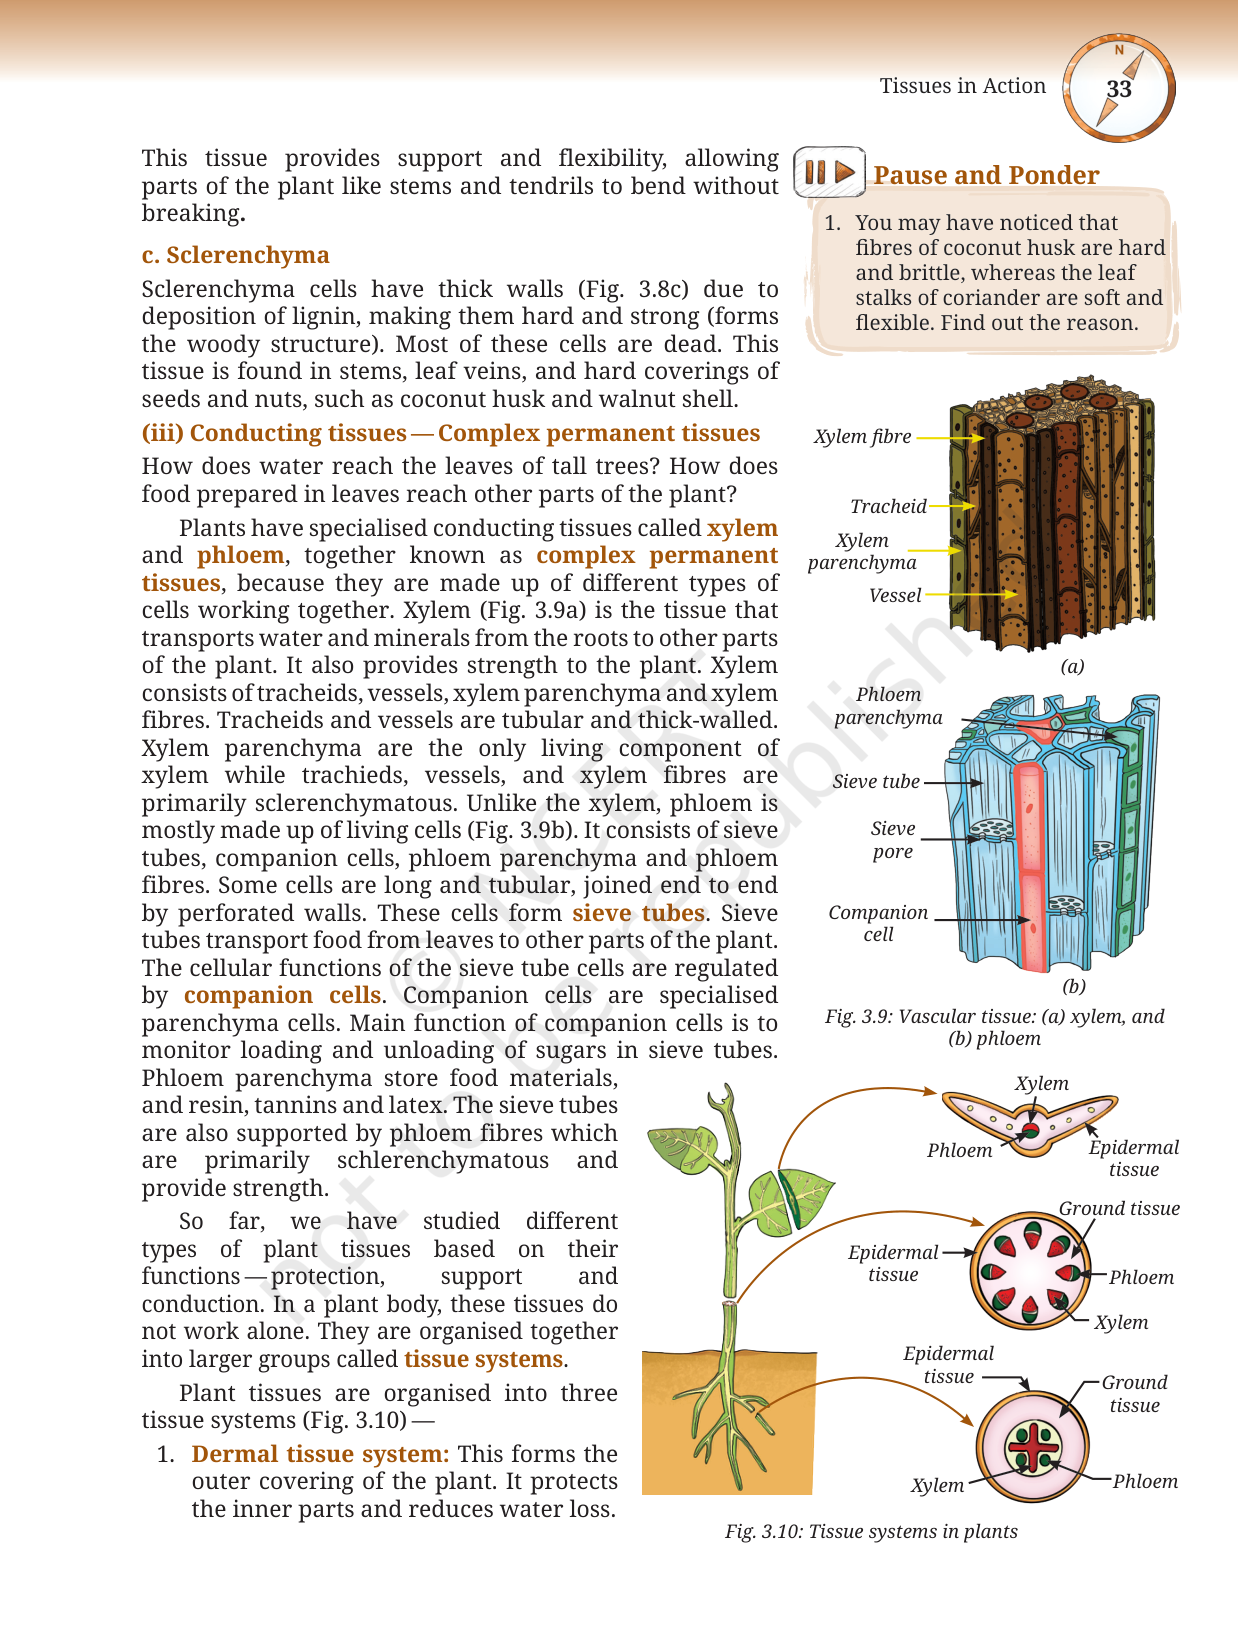 Tissues in Action
33
This tissue provides support and flexibility, allowing
parts of the plant like stems and tendrils to bend without
breaking.
c. Sclerenchyma
Sclerenchyma cells have thick walls (Fig. 3.8c) due to
deposition of lignin, making them hard and strong (forms
the woody structure). Most of these cells are dead. This
tissue is found in stems, leaf veins, and hard coverings of
seeds and nuts, such as coconut husk and walnut shell.
(iii) Conducting tissues — Complex permanent tissues
How does water reach the leaves of tall trees? How does
food prepared in leaves reach other parts of the plant?
Plants have specialised conducting tissues called xylem
and phloem, together known as complex permanent
tissues, because they are made up of different types of
cells working together. Xylem (Fig. 3.9a) is the tissue that
transports water and minerals from the roots to other parts
of the plant. It also provides strength to the plant. Xylem
consists of tracheids, vessels, xylem parenchyma and xylem
fibres. Tracheids and vessels are tubular and thick-walled.
Xylem parenchyma are the only living component of
xylem while trachieds, vessels, and xylem fibres are
primarily sclerenchymatous. Unlike the xylem, phloem is
mostly made up of living cells (Fig. 3.9b). It consists of sieve
tubes, companion cells, phloem parenchyma and phloem
fibres. Some cells are long and tubular, joined end to end
by perforated walls. These cells form sieve tubes. Sieve
tubes transport food from leaves to other parts of the plant.
The cellular functions of the sieve tube cells are regulated
by companion cells. Companion cells are specialised
parenchyma cells. Main function of companion cells is to
monitor loading and unloading of sugars in sieve tubes.
Phloem parenchyma store food materials,
and resin, tannins and latex. The sieve tubes
are also supported by phloem fibres which
are primarily schlerenchymatous and
provide strength.
So far, we have studied different
types of plant tissues based on their
functions — protection, support and
conduction. In a plant body, these tissues do
not work alone. They are organised together
into larger groups called tissue systems.
Plant tissues are organised into three
tissue systems (Fig. 3.10) —
1. Dermal tissue system: This forms the
outer covering of the plant. It protects
the inner parts and reduces water loss.
Pause and Ponder
1. You may have noticed that
fibres of coconut husk are hard
and brittle, whereas the leaf
stalks of coriander are soft and
flexible. Find out the reason.
Xylem fibre
Tracheid
Xylem
parenchyma
Vessel
(a)
Phloem
parenchyma
Sieve tube
Sieve
pore
Companion
cell
(b)
Fig. 3.9: Vascular tissue: (a) xylem, and
(b) phloem
Xylem
Phloem
Epidermal
tissue
Ground tissue
Epidermal
tissue
Phloem
Xylem
Epidermal
tissue
Ground
tissue
Xylem
Phloem
Fig. 3.10: Tissue systems in plants
N
© NCERT
not to be republish